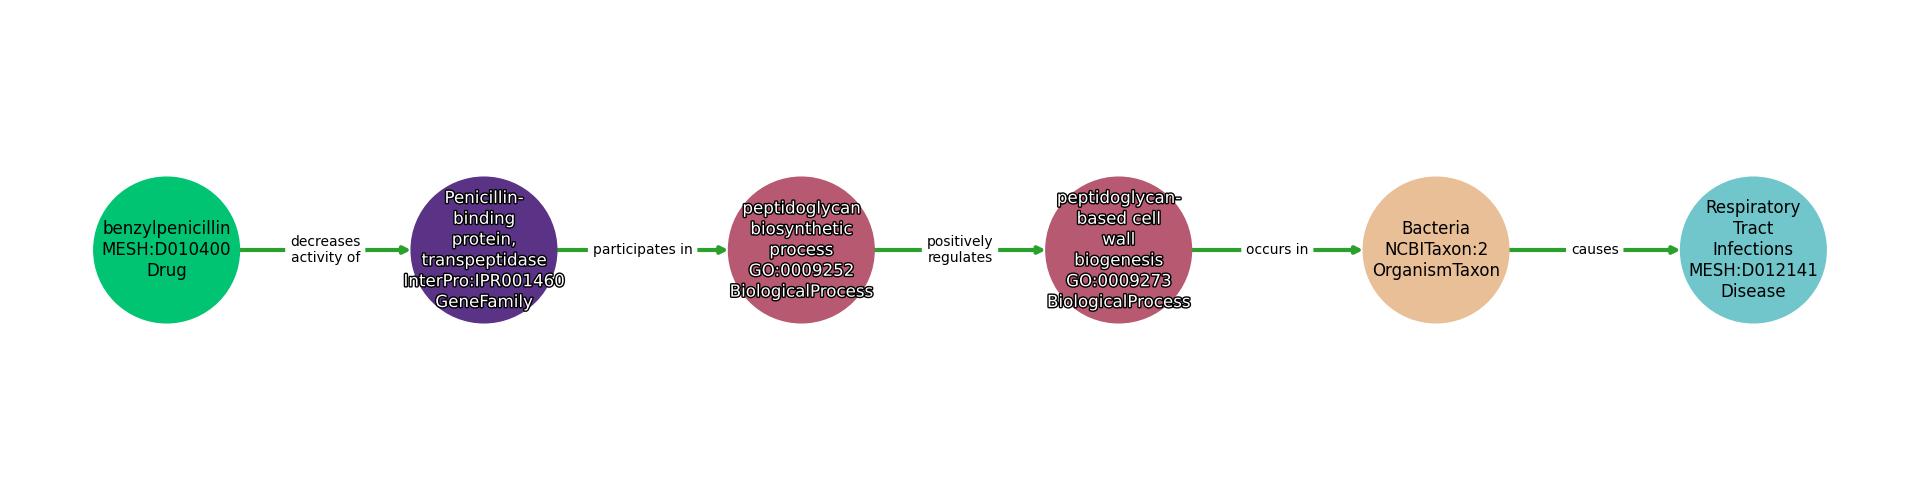 benzylpenicillin
MESH:D010400
Drug
decreases
activity of
Penicillin-
binding
protein,
transpeptidase
InterPro:IPR001460
GeneFamily
participates in
peptidoglycan
biosynthetic
process
GO:0009252
BiologicalProcess
positively
regulates
peptidoglycan-
based cell
wall
biogenesis
GO:0009273
BiologicalProcess
occurs in
Bacteria
NCBITaxon:2
OrganismTaxon
causes
Respiratory
Tract
Infections
MESH:D012141
Disease